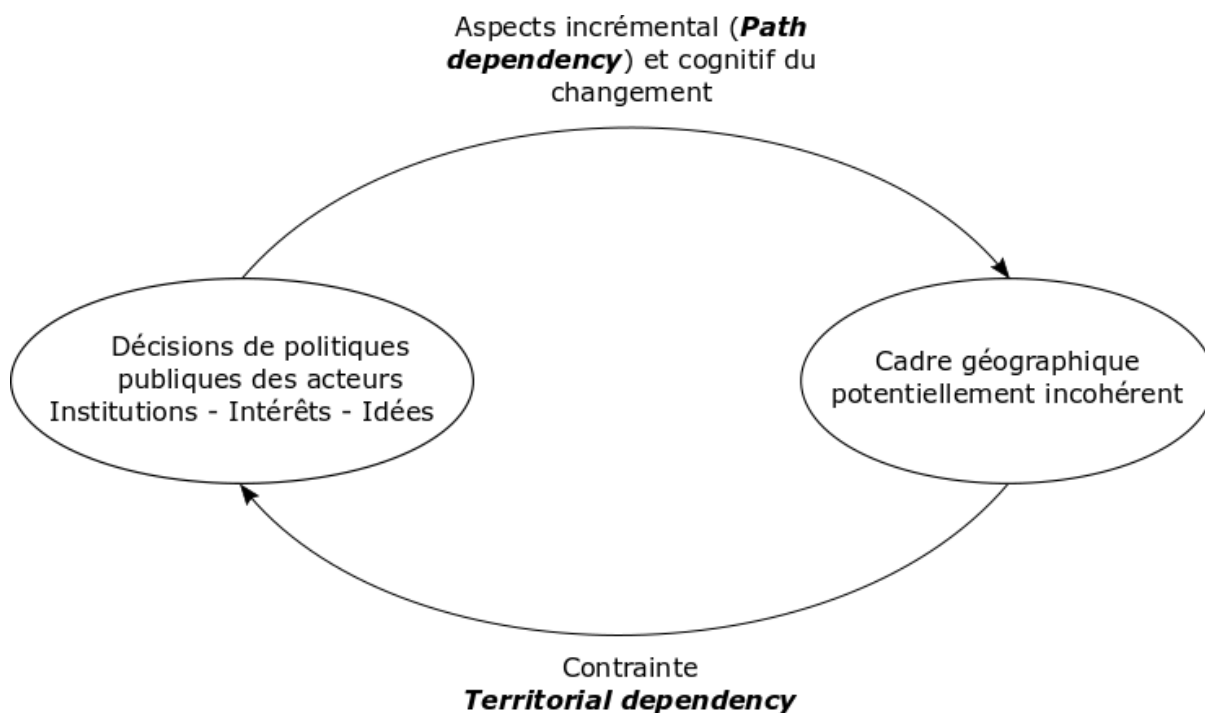 Aspects incrémental (Path
dependency) et cognitif du
changement
Décisions de politiques
publiques des acteurs
Institutions - Intérêts - Idées
Cadre géographique
potentiellement incohérent
Contrainte
Territorial dependency